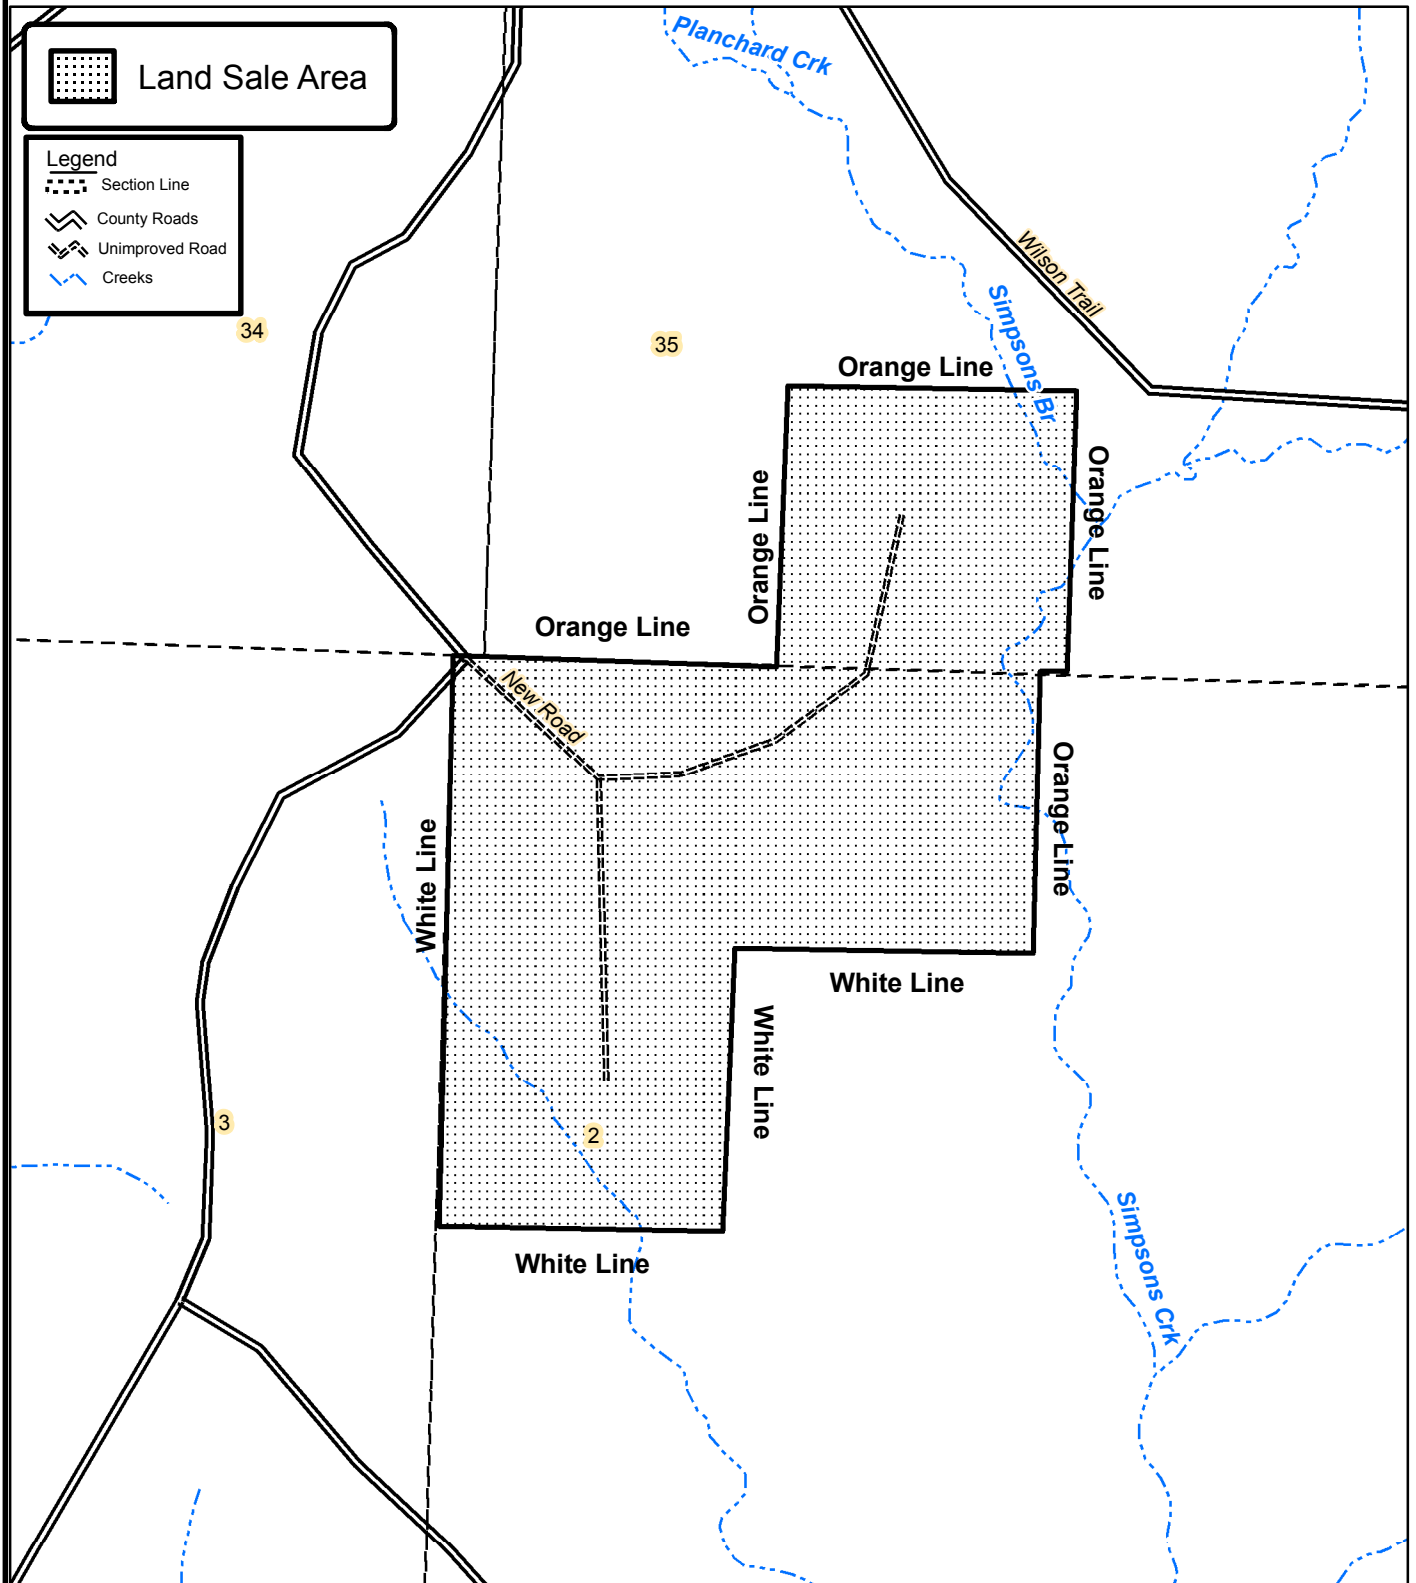 Land Sale Area
Legend
Section Line
County Roads
Unimproved Road
Creeks
Planchard Crk
Wilson Trail
Simpsons Br
34
35
Orange Line
Orange Line
Orange Line
Orange Line
New Road
Orange Line
White Line
White Line
White Line
3
2
Simpsons Crk
White Line